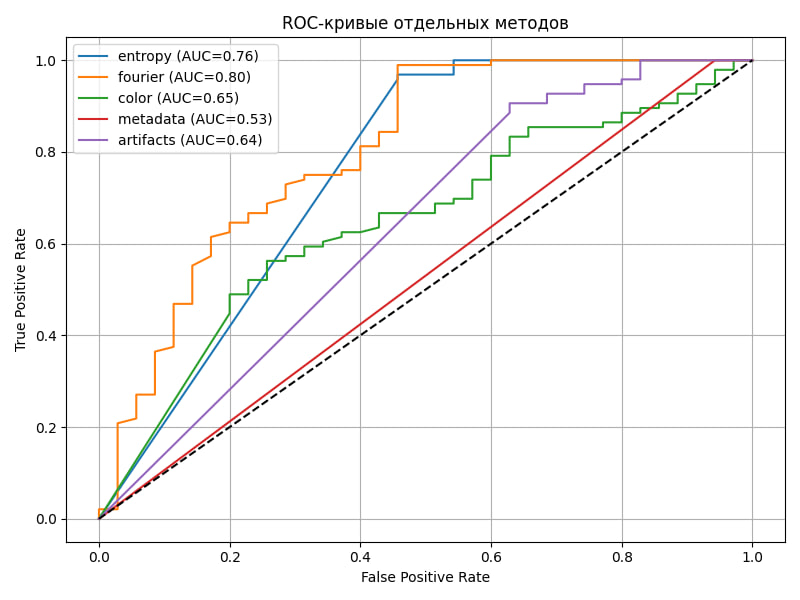 ROC-кривые отдельных методов
entropy (AUC=0.76)
fourier (AUC=0.80)
color (AUC=0.65)
metadata (AUC=0.53)
artifacts (AUC=0.64)
True Positive Rate
1.0
0.8
0.6
0.4
0.2
0.0
0.0 0.2 0.4 0.6 0.8 1.0
False Positive Rate